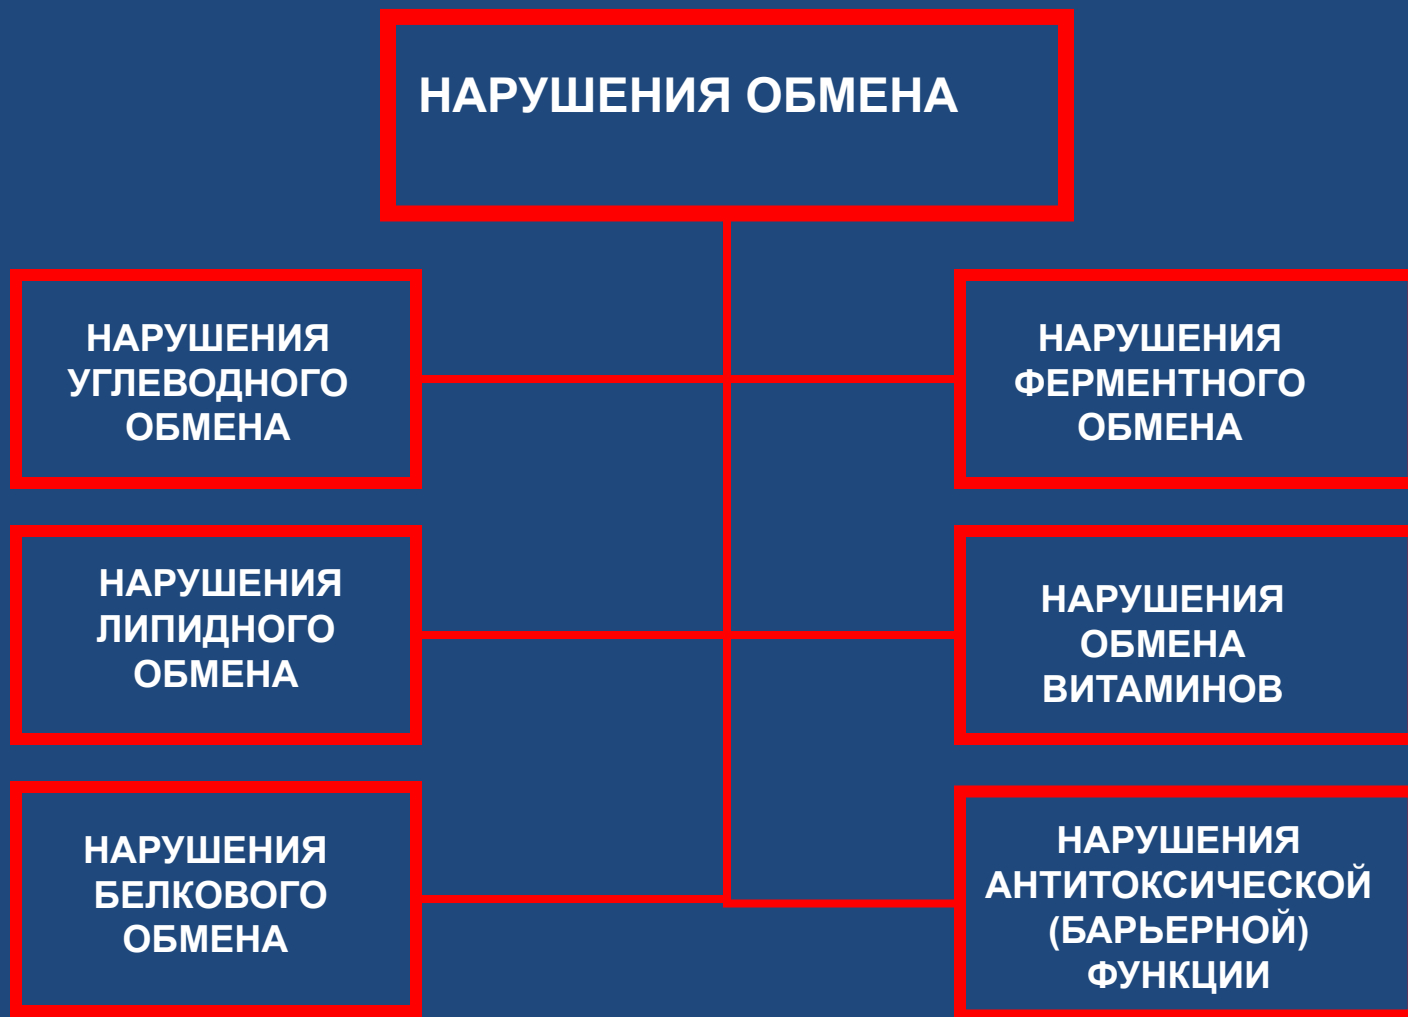 НАРУШЕНИЯ ОБМЕНА
НАРУШЕНИЯ
УГЛЕВОДНОГО
ОБМЕНА
НАРУШЕНИЯ
ФЕРМЕНТНОГО
ОБМЕНА
НАРУШЕНИЯ
ЛИПИДНОГО
ОБМЕНА
НАРУШЕНИЯ
ОБМЕНА
ВИТАМИНОВ
НАРУШЕНИЯ
БЕЛКОВОГО
ОБМЕНА
НАРУШЕНИЯ
АНТИТОКСИЧЕСКОЙ
(БАРЬЕРНОЙ)
ФУНКЦИИ